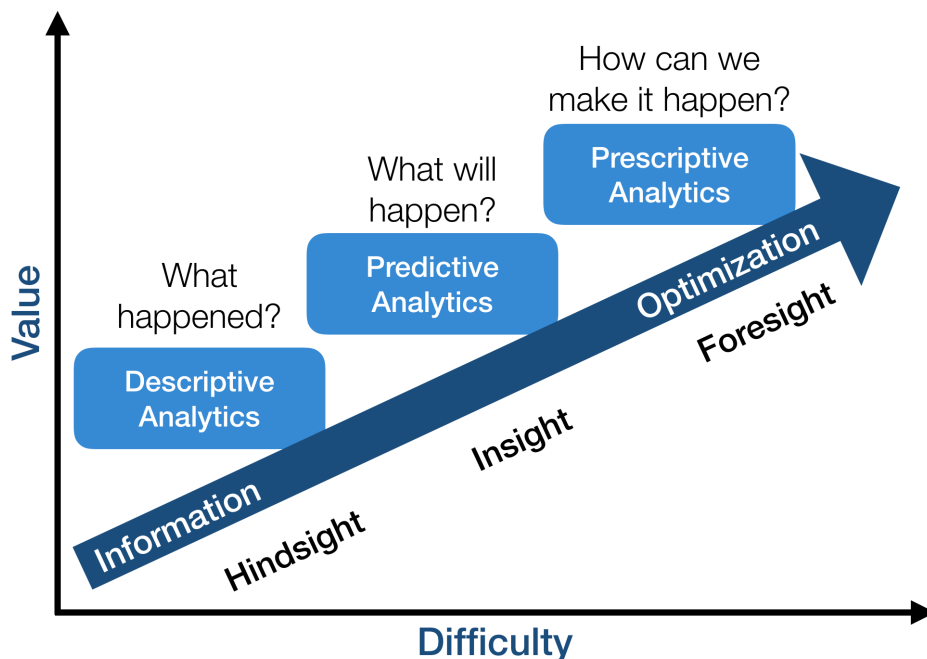 How can we
make it happen?
Prescriptive
Analytics
What will
happen?
Predictive
Analytics
What
happened?
Descriptive
Analytics
Value
Information
Optimization
Hindsight
Insight
Foresight
Difficulty